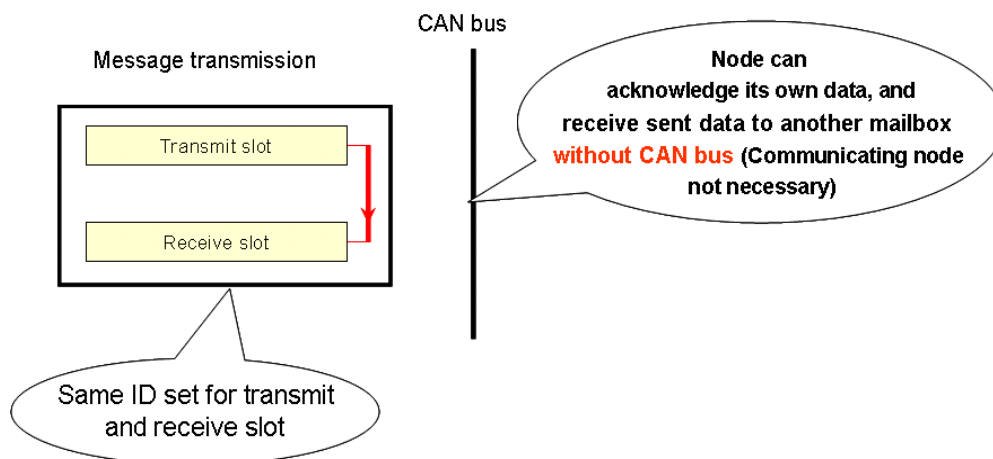 CAN bus
Message transmission
Node can
acknowledge its own data, and
receive sent data to another mailbox
without CAN bus (Communicating node
not necessary)
Transmit slot
Receive slot
Same ID set for transmit
and receive slot